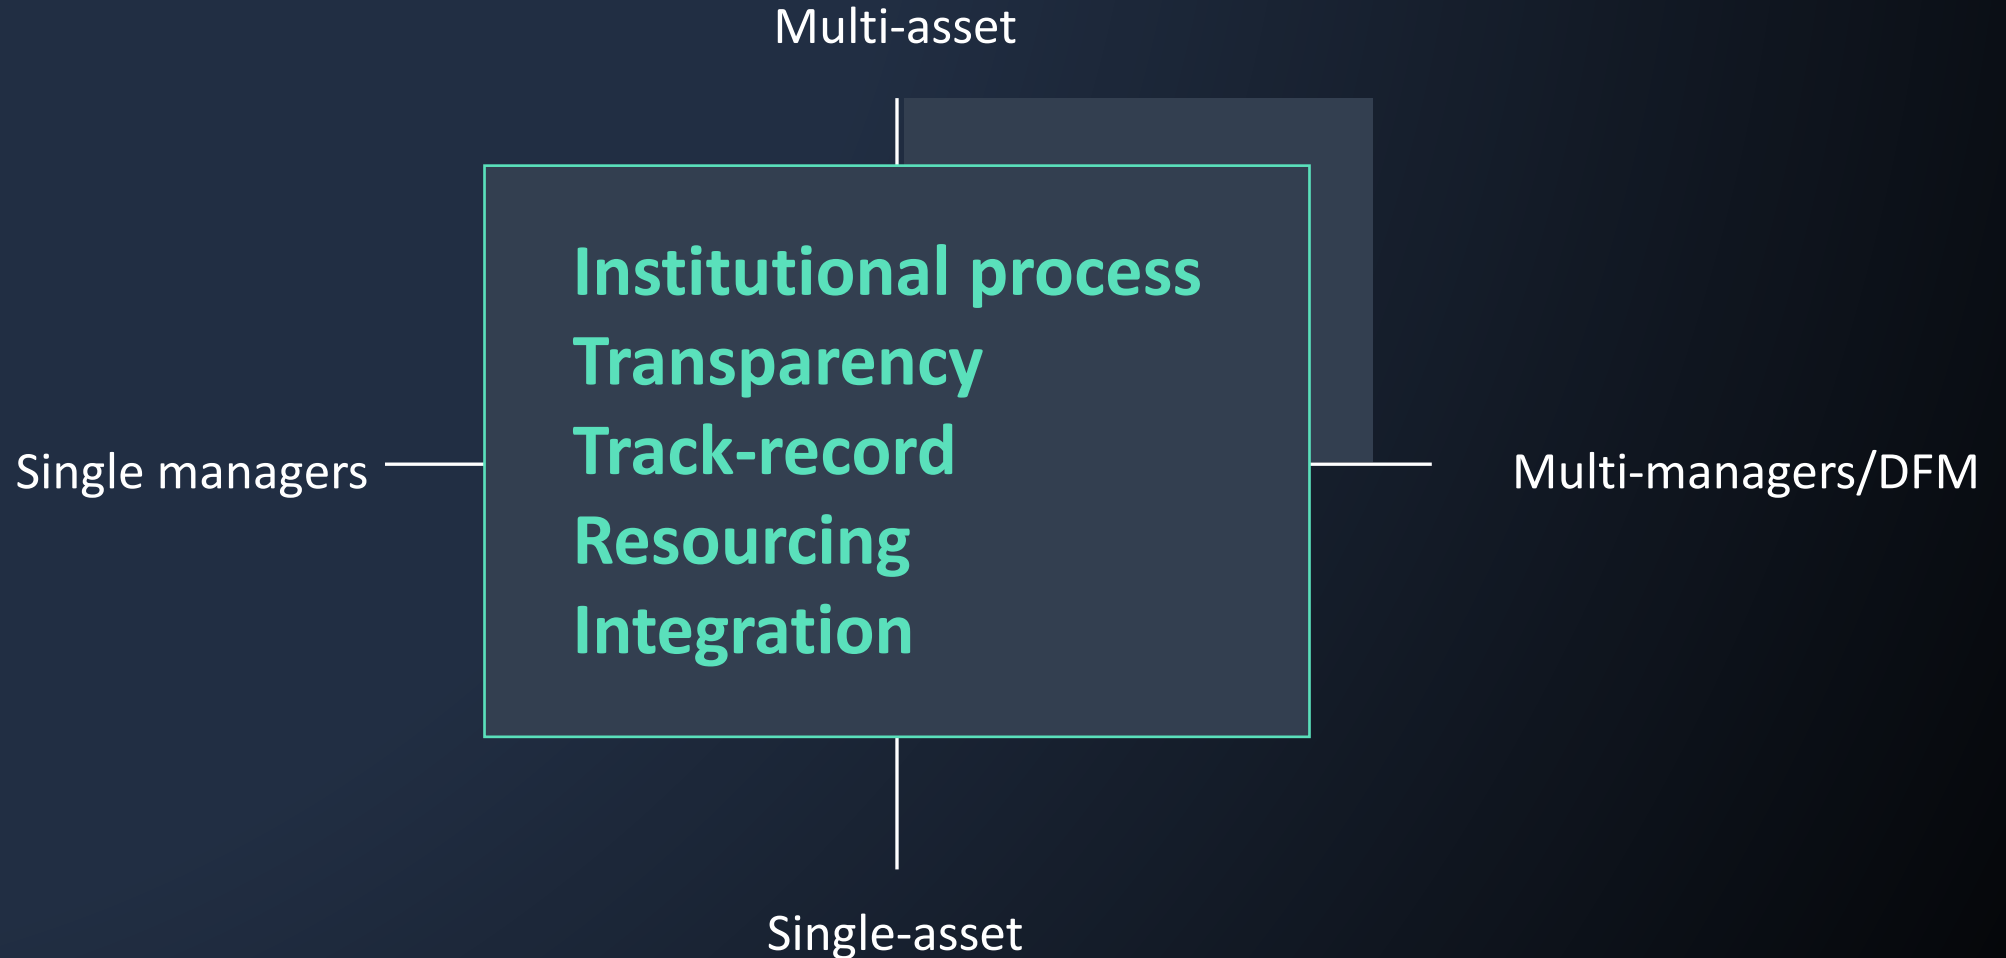 Multi-asset
Institutional process
Transparency
Track-record
Single managers
Multi-managers/DFM
Resourcing
Integration
Single-asset